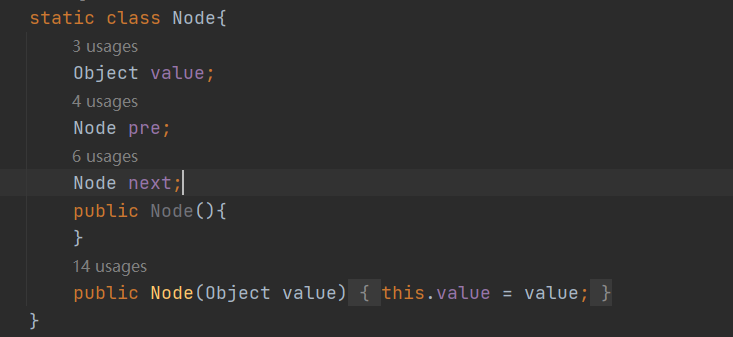 static class Node{
3 usages
Object value;
4 usages
Node pre;
6 usages
Node next;
public Node(){
}
14 usages
public Node(Object value) { this.value = value; }
}